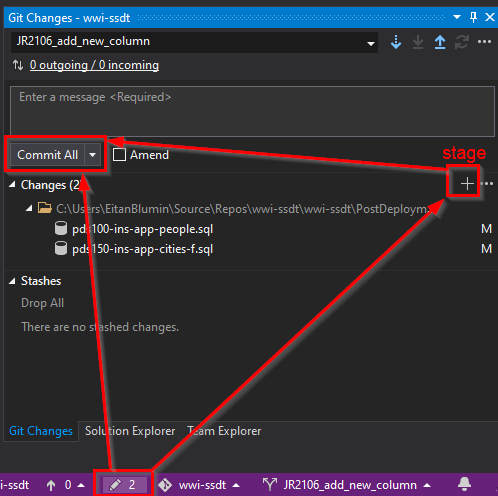 Git Changes - wwi-ssdt
JR2106_add_new_column
0 outgoing / 0 incoming
Enter a message <Required>
Commit All
Amend
stage
Changes (2
C:\Users\EitanBlumin\Source\Repos\wwi-ssdt\wwi-ssdt\PostDeploym...
pds100-ins-app-people.sql M
pds150-ins-app-cities-f.sql M
Stashes
Drop All
There are no stashed changes.
Git Changes Solution Explorer Team Explorer
i-ssdt 0 2 wwi-ssdt JR2106_add_new_column